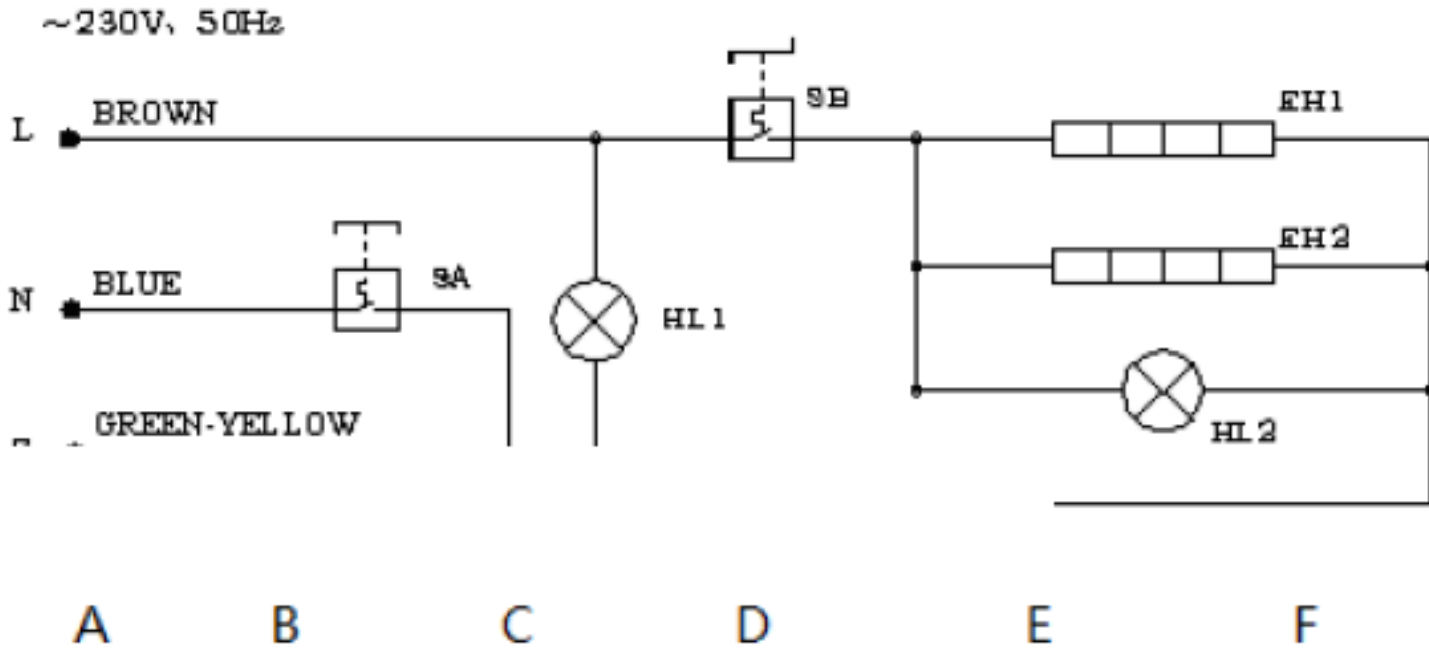 ~230V、50Hz
BROWN
L
SB
EH1
EH2
BLUE
N
SA
HL1
GREEN-YELLOW
HL2
A B C D E F